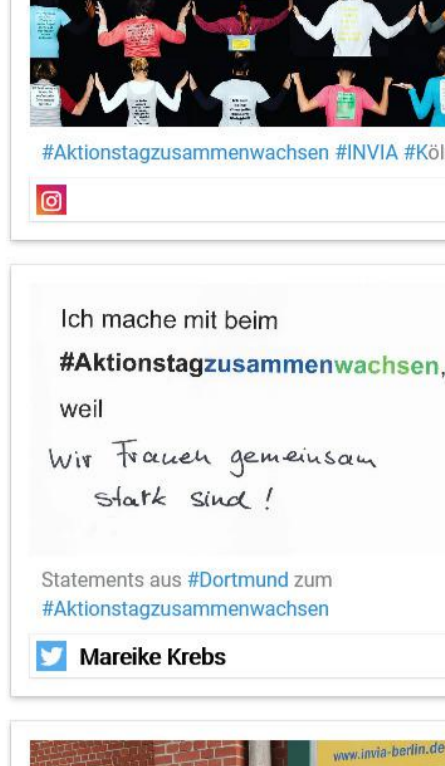 #Aktionstagzusammenwachsen #INVIA #Köl
Ich mache mit beim
#Aktionstagzusammenwachsen,
weil
Wir Frauen gemeinsam
stark sind!
Statements aus #Dortmund zum
#Aktionstagzusammenwachsen
Mareike Krebs
www.invia-berlin.de